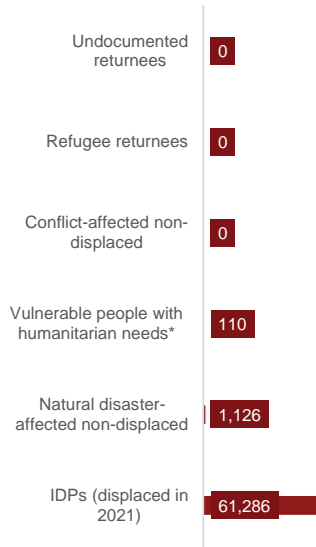 Undocumented
returnees
0
Refugee returnees
0
Conflict-affected non-
displaced
0
Vulnerable people with
humanitarian needs*
110
Natural disaster-
affected non-displaced
1,126
IDPs (displaced in
2021)
61,286